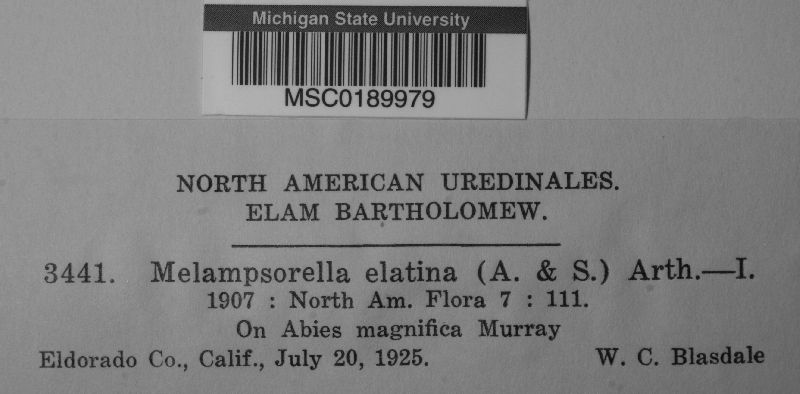 Michigan State University
MSC0189979
NORTH AMERICAN UREDINALES.
ELAM BARTHOLOMEW.
3441. Melampsorella elatina (A. & S.) Arth.—I.
1907 : North Am. Flora 7 : 111.
On Abies magnifica Murray
Eldorado Co., Calif., July 20, 1925. W. C. Blasdale